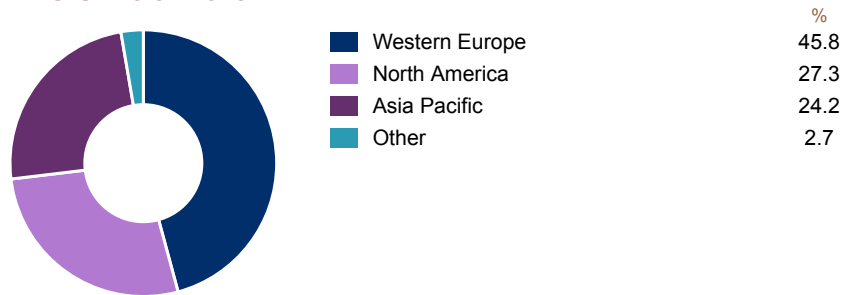 %
Western Europe 45.8
North America 27.3
Asia Pacific 24.2
Other 2.7